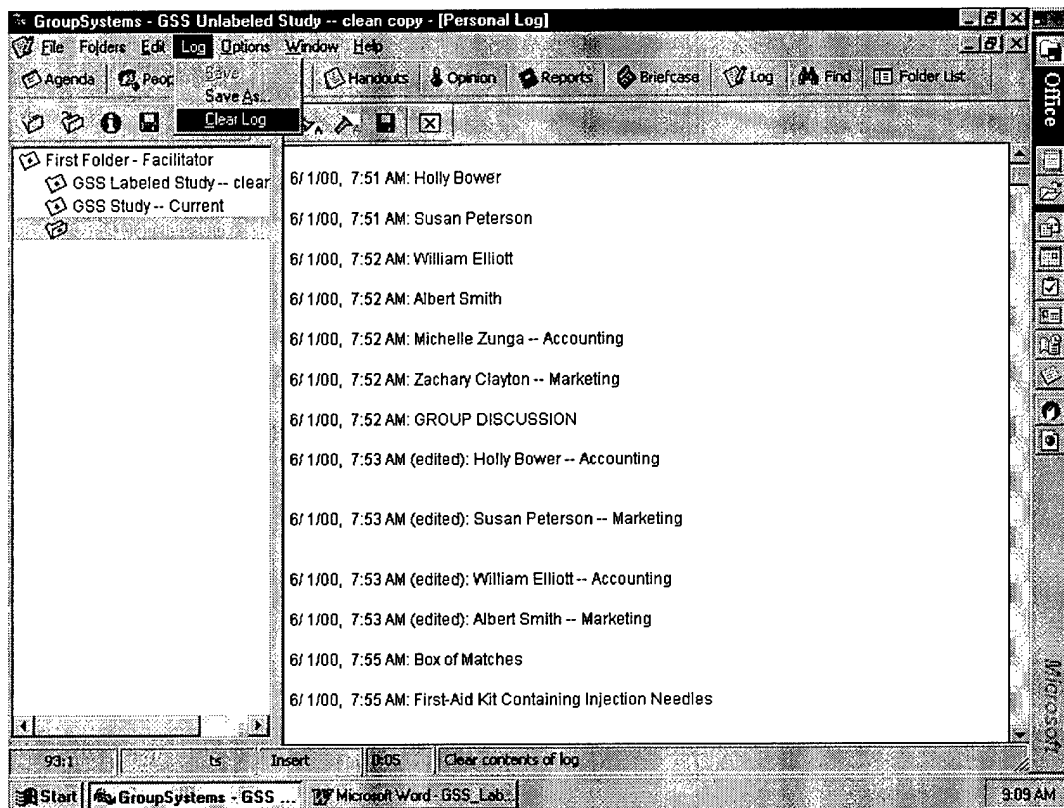 GroupSystems - GSS Unlabeled Study -- clean copy - [Personal Log]
File Folders Edit Log Options Window Help
Agenda Peop Handouts Opinion Reports Briefcase Log Find Folder List
Save
Save As...
Clear Log
First Folder - Facilitator
GSS Labeled Study -- clear
GSS Study -- Current
6/ 1/00, 7:51 AM: Holly Bower
6/ 1/00, 7:51 AM: Susan Peterson
6/ 1/00, 7:52 AM: William Elliott
6/ 1/00, 7:52 AM: Albert Smith
6/ 1/00, 7:52 AM: Michelle Zunga -- Accounting
6/ 1/00, 7:52 AM: Zachary Clayton -- Marketing
6/ 1/00, 7:52 AM: GROUP DISCUSSION
6/ 1/00, 7:53 AM (edited): Holly Bower -- Accounting
6/ 1/00, 7:53 AM (edited): Susan Peterson -- Marketing
6/ 1/00, 7:53 AM (edited): William Elliott -- Accounting
6/ 1/00, 7:53 AM (edited): Albert Smith -- Marketing
6/ 1/00, 7:55 AM: Box of Matches
6/ 1/00, 7:55 AM: First-Aid Kit Containing Injection Needles
93:1 ts Insert 0:05 Clear contents of log
Start GroupSystems - GSS ... Microsoft Word - GSS_Lab... 9:09 AM
Office
Microsoft